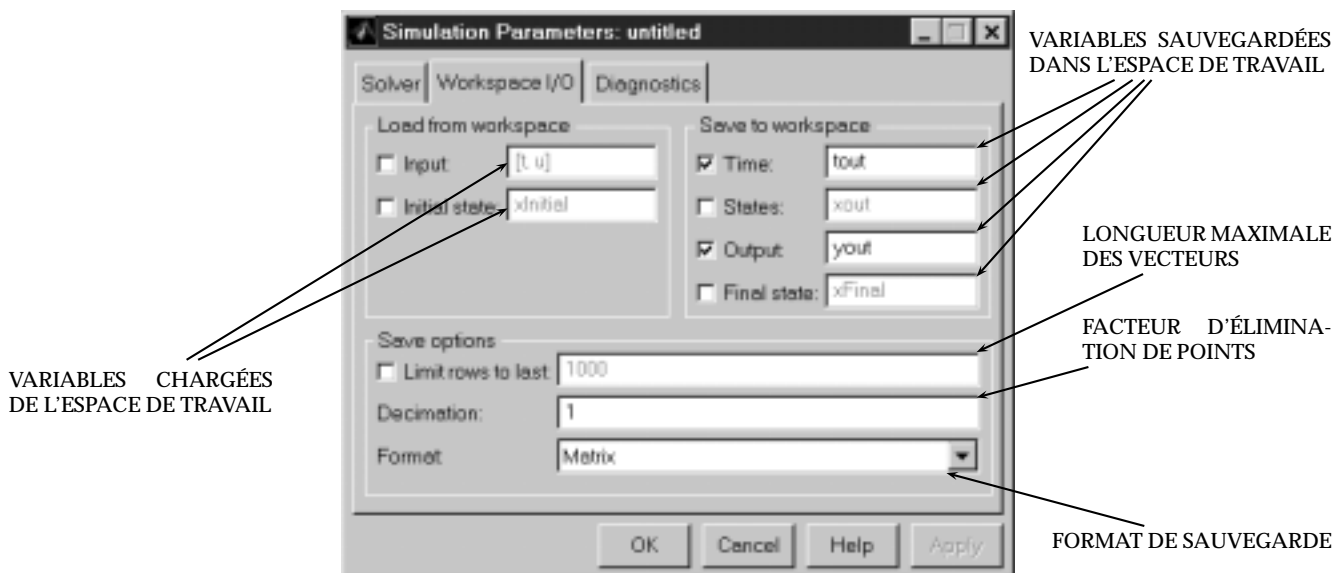 Simulation Parameters: untitled
Solver Workspace I/O Diagnostics
Load from workspace
Input: [t, u]
Initial state: xInitial
Save to workspace
Time: tout
States: xout
Output: yout
Final state: xFinal
Save options
Limit rows to last: 1000
Decimation: 1
Format: Matrix
OK Cancel Help Apply
VARIABLES SAUVEGARDÉES
DANS L'ESPACE DE TRAVAIL
LONGUEUR MAXIMALE
DES VECTEURS
FACTEUR D'ÉLIMINA-
TION DE POINTS
FORMAT DE SAUVEGARDE
VARIABLES CHARGÉES
DE L'ESPACE DE TRAVAIL